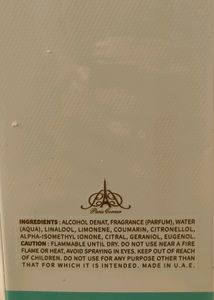 Paris Corner
INGREDIENTS : ALCOHOL DENAT, FRAGRANCE (PARFUM), WATER
(AQUA), LINALOOL, LIMONENE, COUMARIN, CITRONELLOL,
ALPHA-ISOMETHYL IONONE, CITRAL, GERANIOL, EUGENOL.
CAUTION : FLAMMABLE UNTIL DRY. DO NOT USE NEAR A FIRE
FLAME OR HEAT, AVOID SPRAYING IN EYES. KEEP OUT OF REACH
OF CHILDREN. DO NOT USE FOR ANY PURPOSE OTHER THAN
THAT FOR WHICH IT IS INTENDED. MADE IN U.A.E.